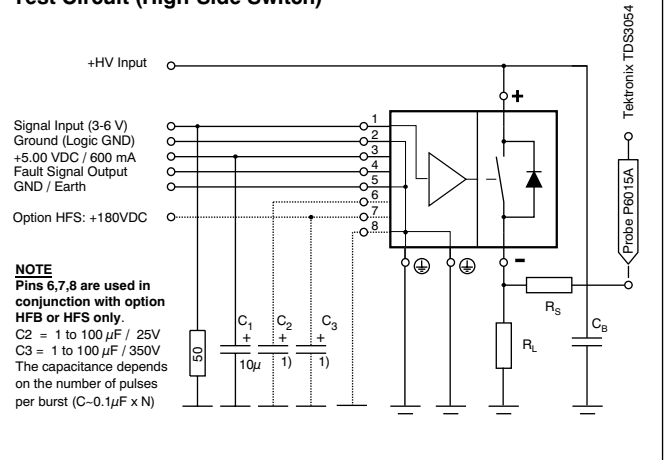 Test Circuit (High Side Switch)
+HV Input
Signal Input (3-6 V)
Ground (Logic GND)
+5.00 VDC / 600 mA
Fault Signal Output
GND / Earth
Option HFS: +180VDC
1
2
3
4
5
6
7
8
+
-
Tektronix TDS3054
Probe P6015A
RS
RL
CB
NOTE
Pins 6,7,8 are used in
conjunction with option
HFB or HFS only.
C2 = 1 to 100 µF / 25V
C3 = 1 to 100 µF / 350V
The capacitance depends
on the number of pulses
per burst (C~0.1µF x N)
50
C1
+
10µ
C2
+
1)
C3
+
1)